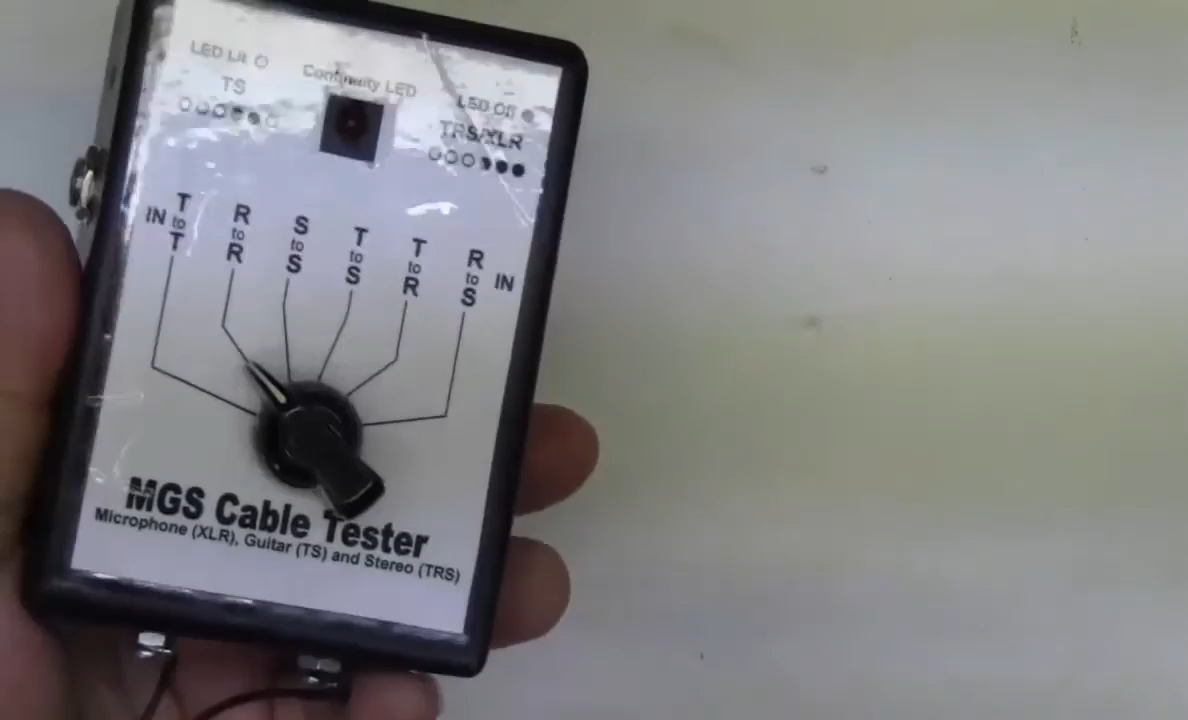 LED Lit
Continuity LED
LED Off
TS
TRS/XLR
IN
T to T
R to R
S to S
T to S
T to R
R to S
IN
MGS Cable Tester
Microphone (XLR), Guitar (TS) and Stereo (TRS)